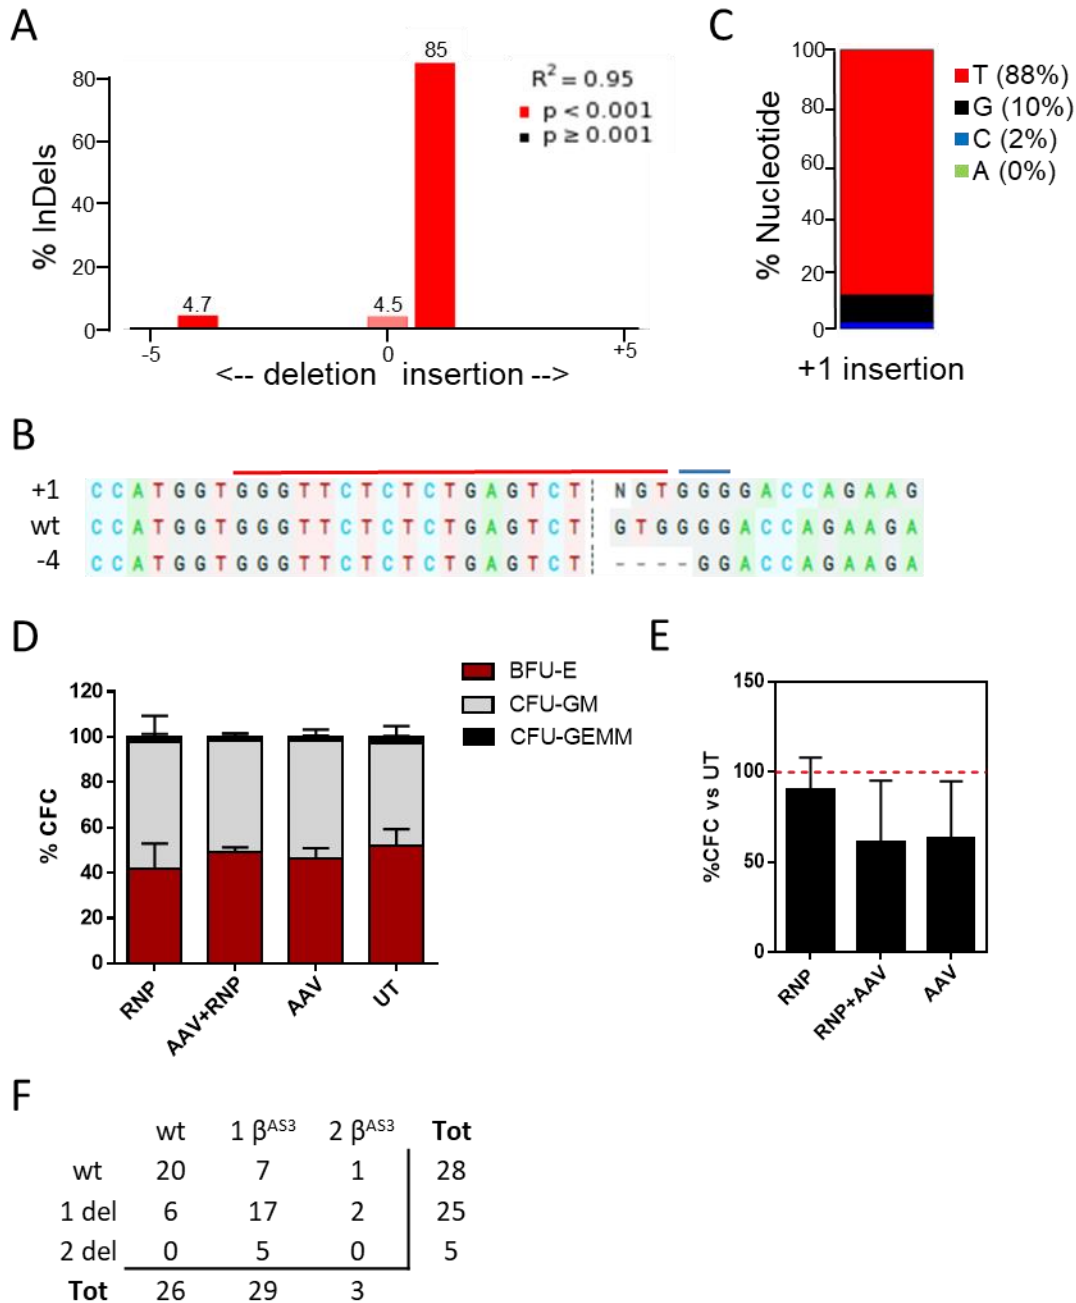 A
85
R² = 0.95
p < 0.001
p ≥ 0.001
% InDels
80
60
40
20
0
4.7
4.5
-5
0
+5
<-- deletion insertion -->
C
100
80
60
40
20
0
% Nucleotide
T (88%)
G (10%)
C (2%)
A (0%)
+1 insertion
B
+1 CCATGGTGGGTTCTCTCTGAGTCT NGTGGGGACCAGAAG
wt CCATGGTGGGTTCTCTCTGAGTCT GTGGGGACCAGAAGA
-4 CCATGGTGGGTTCTCTCTGAGTCT ----GGACCAGAAGA
D
BFU-E
CFU-GM
CFU-GEMM
% CFC
120
100
80
60
40
20
0
RNP
AAV+RNP
AAV
UT
E
%CFC vs UT
150
100
50
0
RNP
RNP+AAV
AAV
F
wt 1 βᴬˢ³ 2 βᴬˢ³ Tot
wt 20 7 1 28
1 del 6 17 2 25
2 del 0 5 0 5
Tot 26 29 3